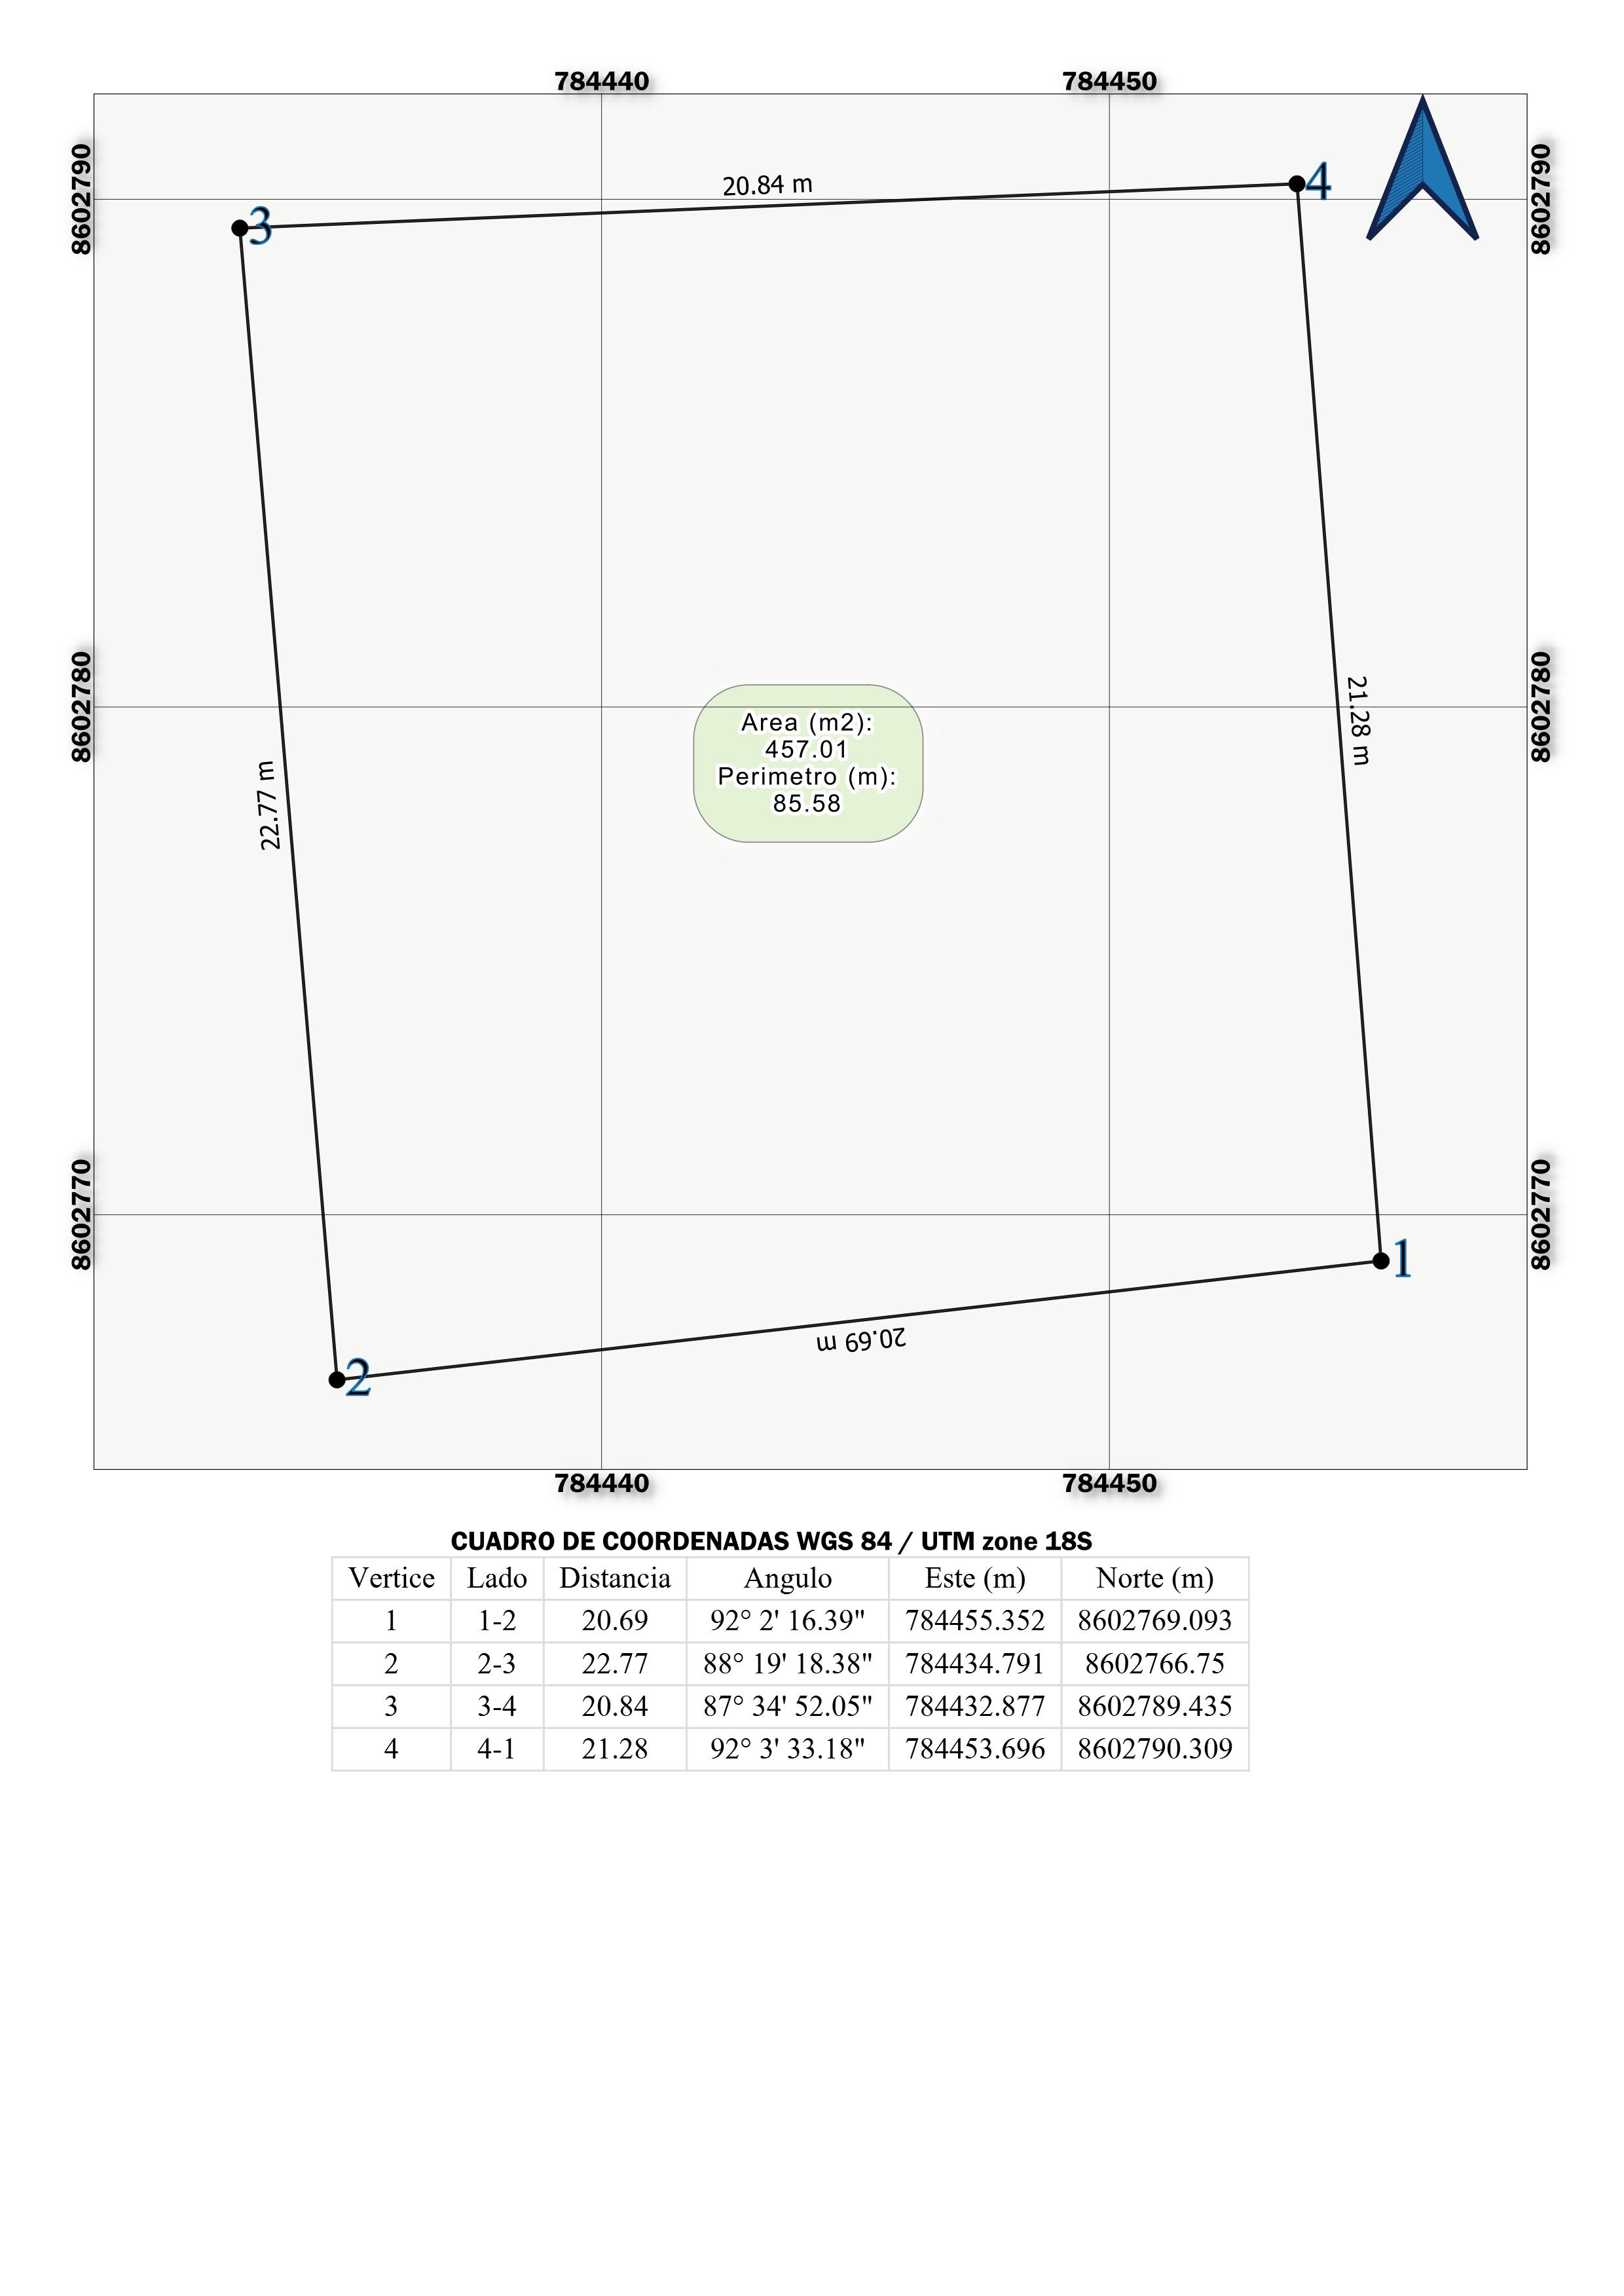 784440 784450
8602790 8602790
20.84 m
4
3
8602780 8602780
21.28 m
Area (m2):
457.01
Perimetro (m):
85.58
22.77 m
8602770 8602770
1
20.69 m
2
784440 784450
CUADRO DE COORDENADAS WGS 84 / UTM zone 18S
Vertice Lado Distancia Angulo Este (m) Norte (m)
1 1-2 20.69 92° 2' 16.39" 784455.352 8602769.093
2 2-3 22.77 88° 19' 18.38" 784434.791 8602766.75
3 3-4 20.84 87° 34' 52.05" 784432.877 8602789.435
4 4-1 21.28 92° 3' 33.18" 784453.696 8602790.309